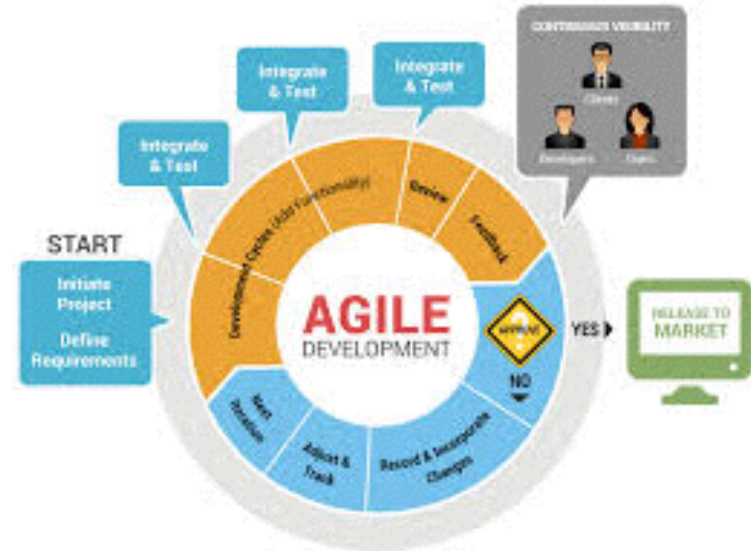 START
Initiate
Project
Define
Requirements
Integrate
& Test
Integrate
& Test
Integrate
& Test
CONTINUOUS VISIBILITY
Clients
Developers
Users
Development Cycles (Add Functionality)
Review
Feedback
APPROVE
?
YES
NO
RELEASE TO
MARKET
Record & Incorporate
Changes
Adjust &
Track
Next
Iteration
AGILE
DEVELOPMENT